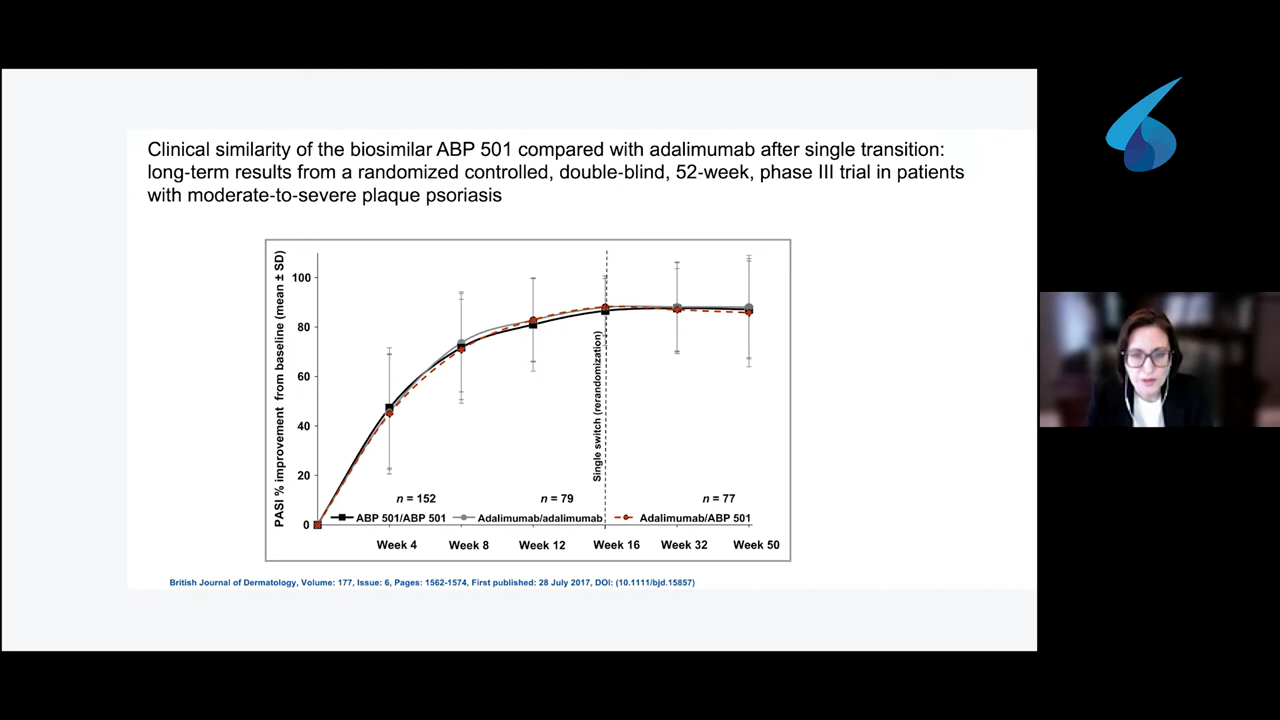 Clinical similarity of the biosimilar ABP 501 compared with adalimumab after single transition:
long-term results from a randomized controlled, double-blind, 52-week, phase III trial in patients
with moderate-to-severe plaque psoriasis
PASI % improvement from baseline (mean ± SD)
100
80
60
40
20
0
Single switch (rerandomization)
n = 152
n = 79
n = 77
ABP 501/ABP 501
Adalimumab/adalimumab
Adalimumab/ABP 501
Week 4
Week 8
Week 12
Week 16
Week 32
Week 50
British Journal of Dermatology, Volume: 177, Issue: 6, Pages: 1562-1574, First published: 28 July 2017, DOI: (10.1111/bjd.15857)